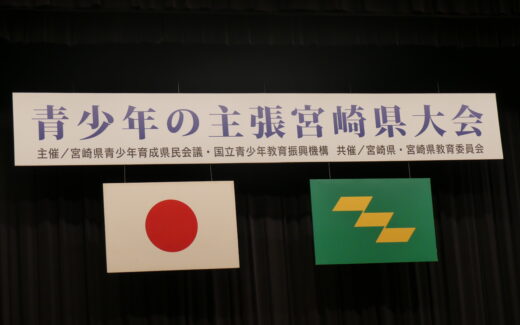 青少年の主張宮崎県大会
主催／宮崎県青少年育成県民会議・国立青少年教育振興機構 共催／宮崎県・宮崎県教育委員会